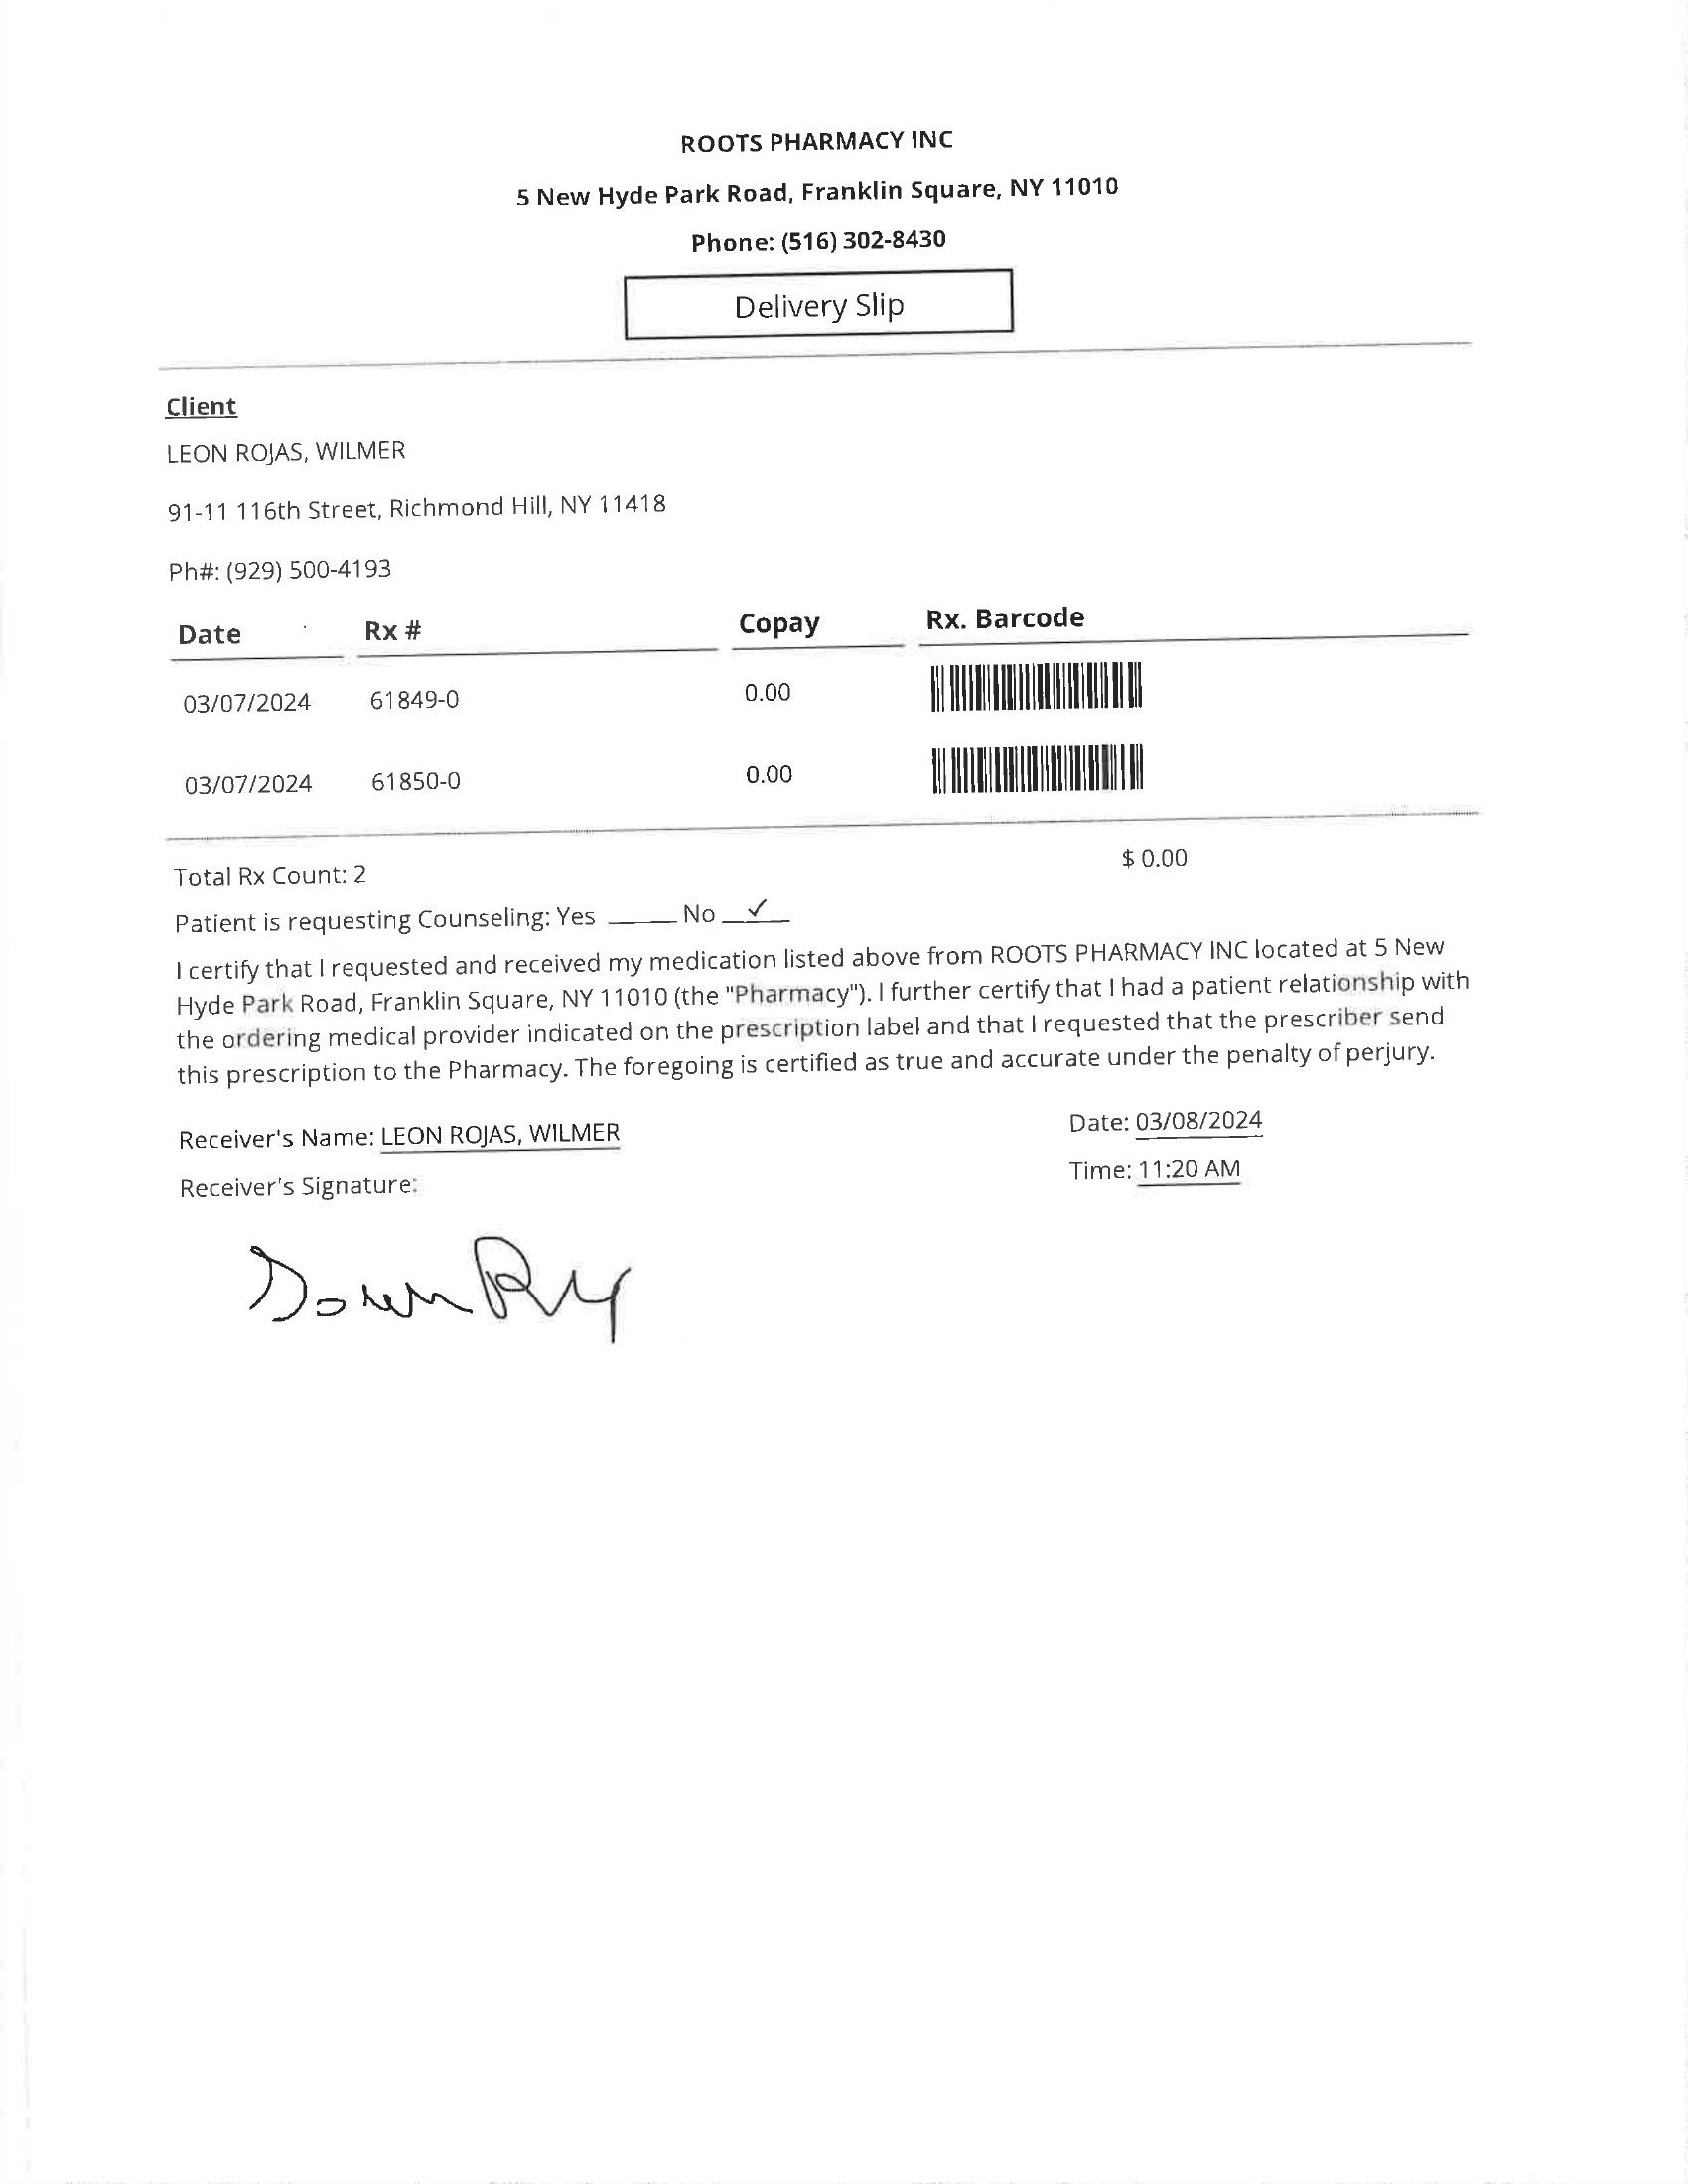 ROOTS PHARMACY INC
5 New Hyde Park Road, Franklin Square, NY 11010
Phone: (516) 302-8430
Delivery Slip
Client
LEON ROJAS, WILMER
91-11 116th Street, Richmond Hill, NY 11418
Ph#: (929) 500-4193
Date Rx # Copay Rx. Barcode
03/07/2024 61849-0 0.00
03/07/2024 61850-0 0.00
Total Rx Count: 2 $ 0.00
Patient is requesting Counseling: Yes _____ No ✓
I certify that I requested and received my medication listed above from ROOTS PHARMACY INC located at 5 New
Hyde Park Road, Franklin Square, NY 11010 (the "Pharmacy"). I further certify that I had a patient relationship with
the ordering medical provider indicated on the prescription label and that I requested that the prescriber send
this prescription to the Pharmacy. The foregoing is certified as true and accurate under the penalty of perjury.
Receiver's Name: LEON ROJAS, WILMER Date: 03/08/2024
Receiver's Signature: Time: 11:20 AM